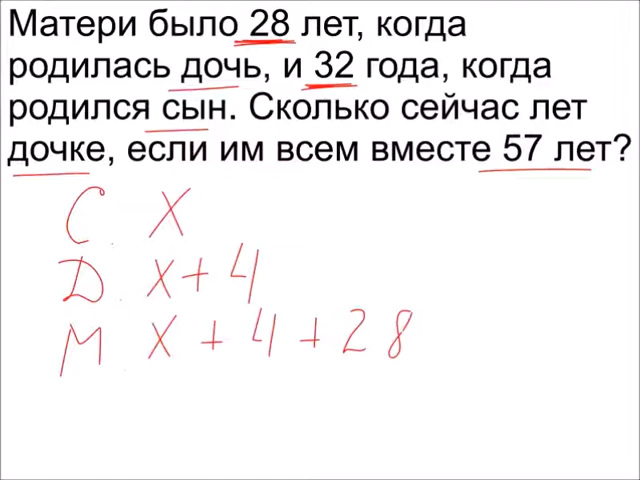 Матери было 28 лет, когда
родилась дочь, и 32 года, когда
родился сын. Сколько сейчас лет
дочке, если им всем вместе 57 лет?
С. х
Д. х + 4
М х + 4 + 28